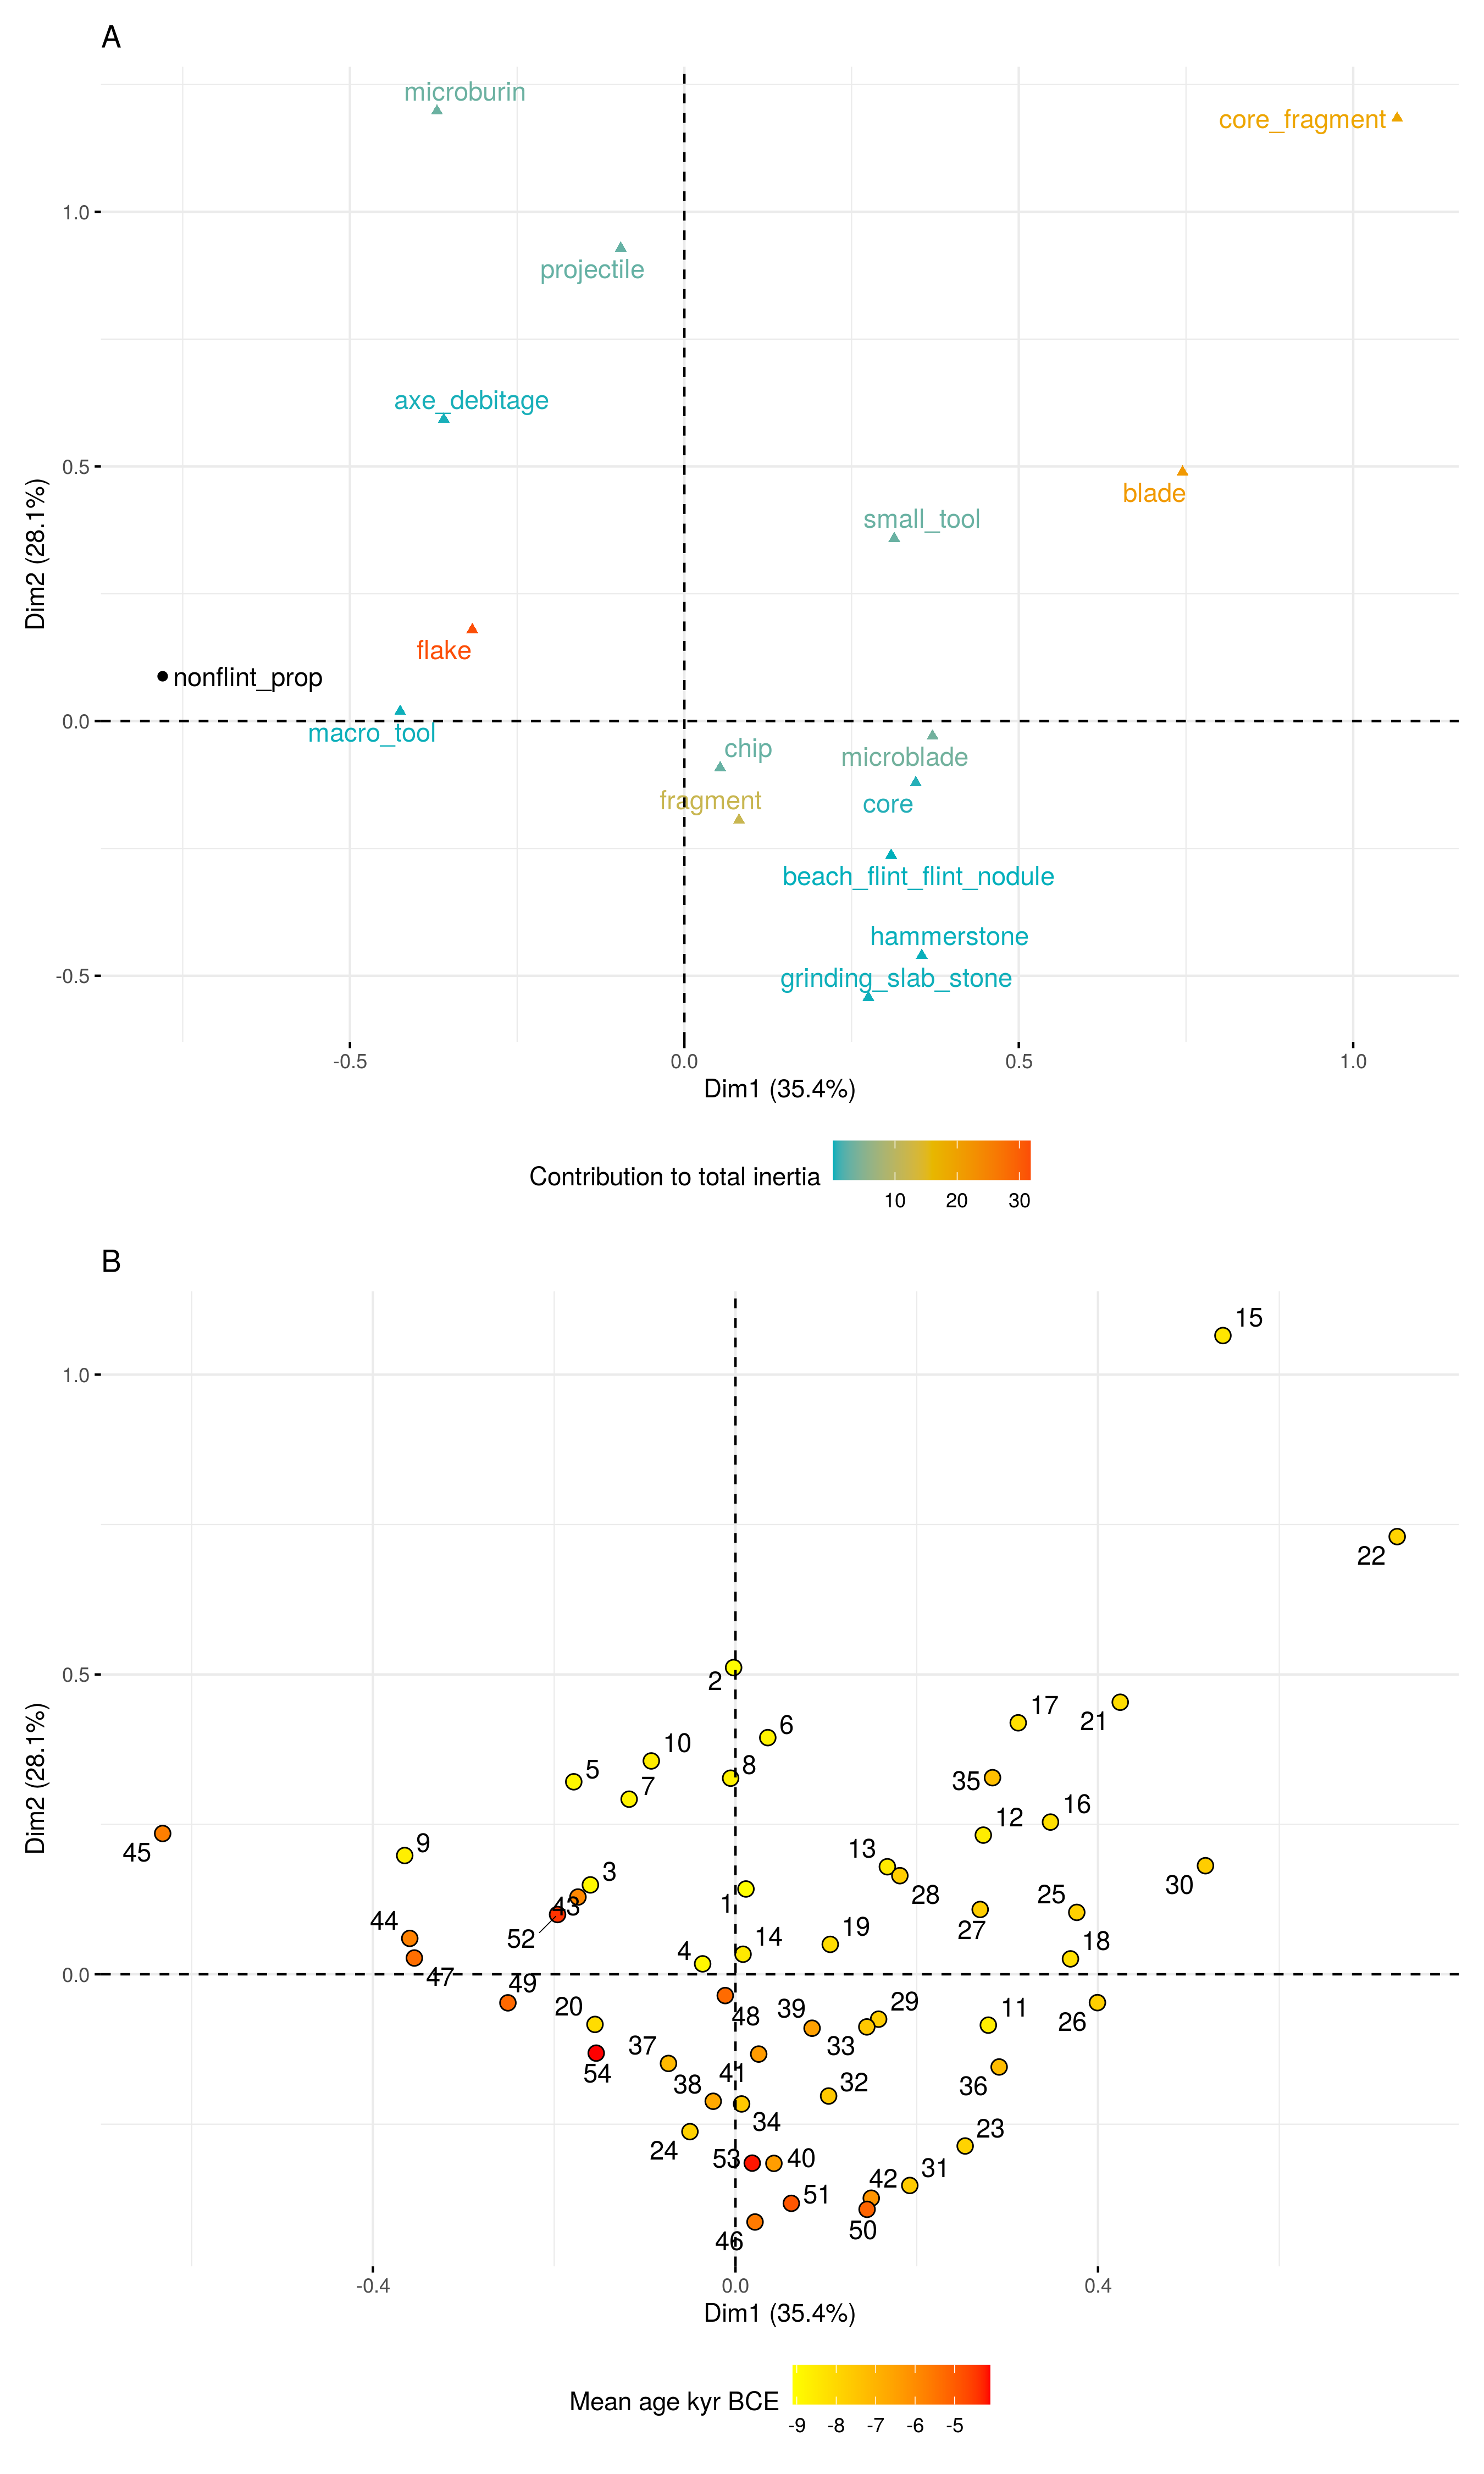 A
microburin
core_fragment
1.0
projectile
axe_debitage
0.5
blade
small_tool
Dim2 (28.1%)
flake
nonflint_prop
0.0
macro_tool
chip
microblade
fragment
core
beach_flint_flint_nodule
hammerstone
-0.5
grinding_slab_stone
-0.5 0.0 0.5 1.0
Dim1 (35.4%)
Contribution to total inertia
10 20 30
B
15
1.0
22
0.5
2
17
21
6
10
8
5
7
35
16
12
45
9
13
3
28
30
1
25
43
27
52
44
14
19
18
4
0.0
47
49
20
48
39
29
11
26
33
37
54
41
38
32
36
34
24
23
53
40
31
42
51
50
46
Dim2 (28.1%)
-0.4 0.0 0.4
Dim1 (35.4%)
Mean age kyr BCE
-9 -8 -7 -6 -5